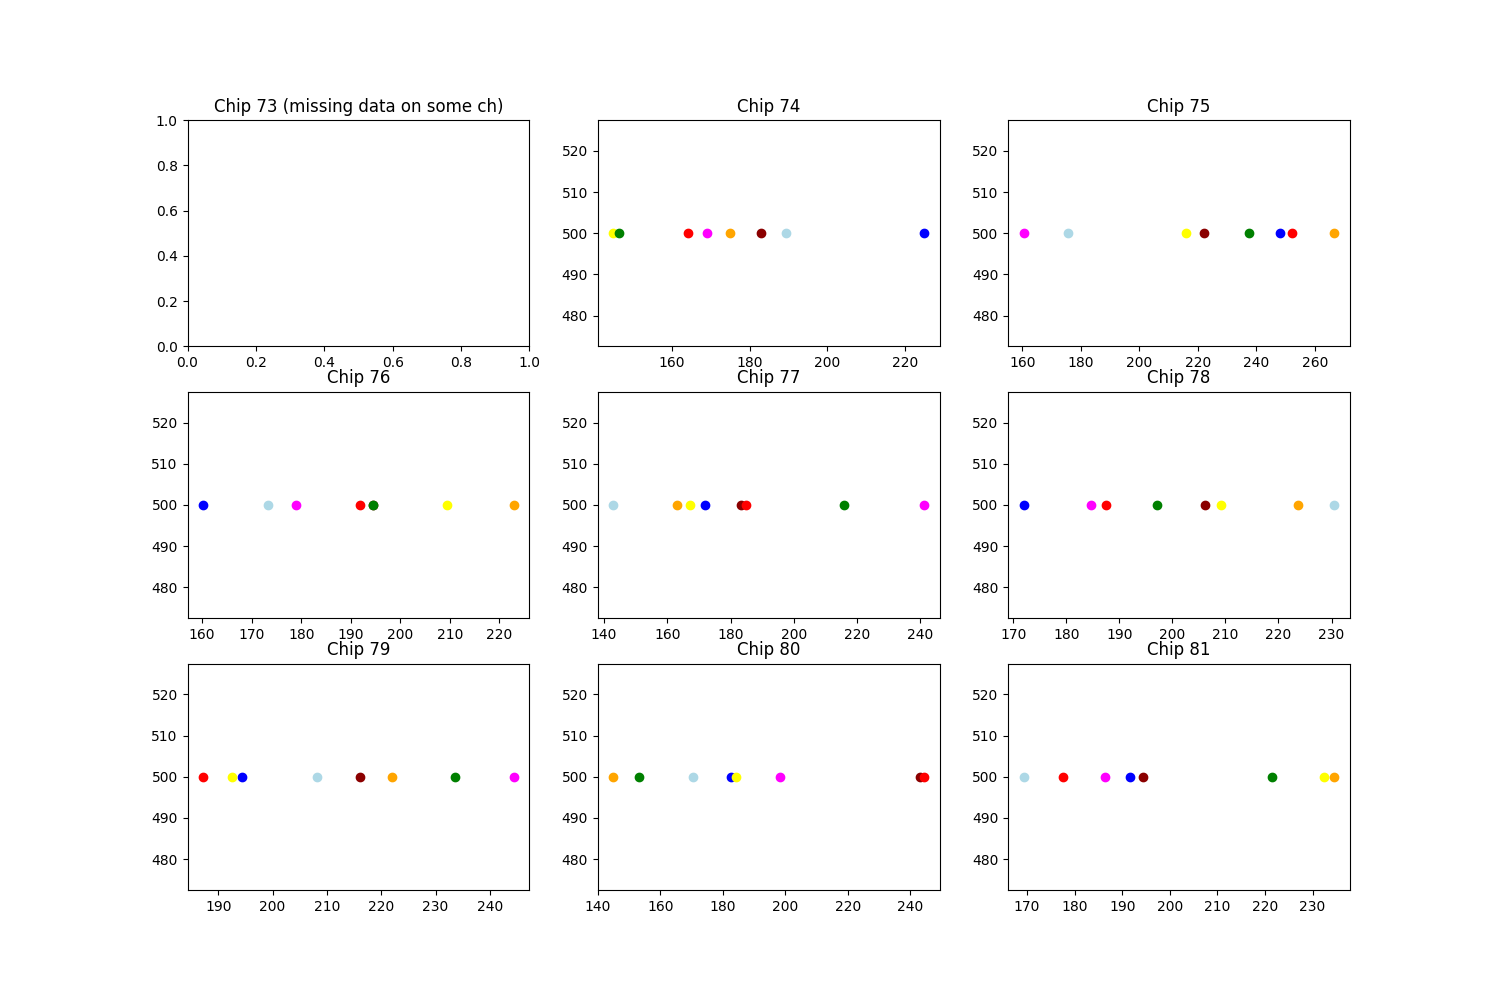 Chip 73 (missing data on some ch)
1.0
0.8
0.6
0.4
0.2
0.0
0.0 0.2 0.4 0.6 0.8 1.0
Chip 74
520
510
500
490
480
160 180 200 220
Chip 75
520
510
500
490
480
160 180 200 220 240 260
Chip 76
520
510
500
490
480
160 170 180 190 200 210 220
Chip 77
520
510
500
490
480
140 160 180 200 220 240
Chip 78
520
510
500
490
480
170 180 190 200 210 220 230
Chip 79
520
510
500
490
480
190 200 210 220 230 240
Chip 80
520
510
500
490
480
140 160 180 200 220 240
Chip 81
520
510
500
490
480
170 180 190 200 210 220 230